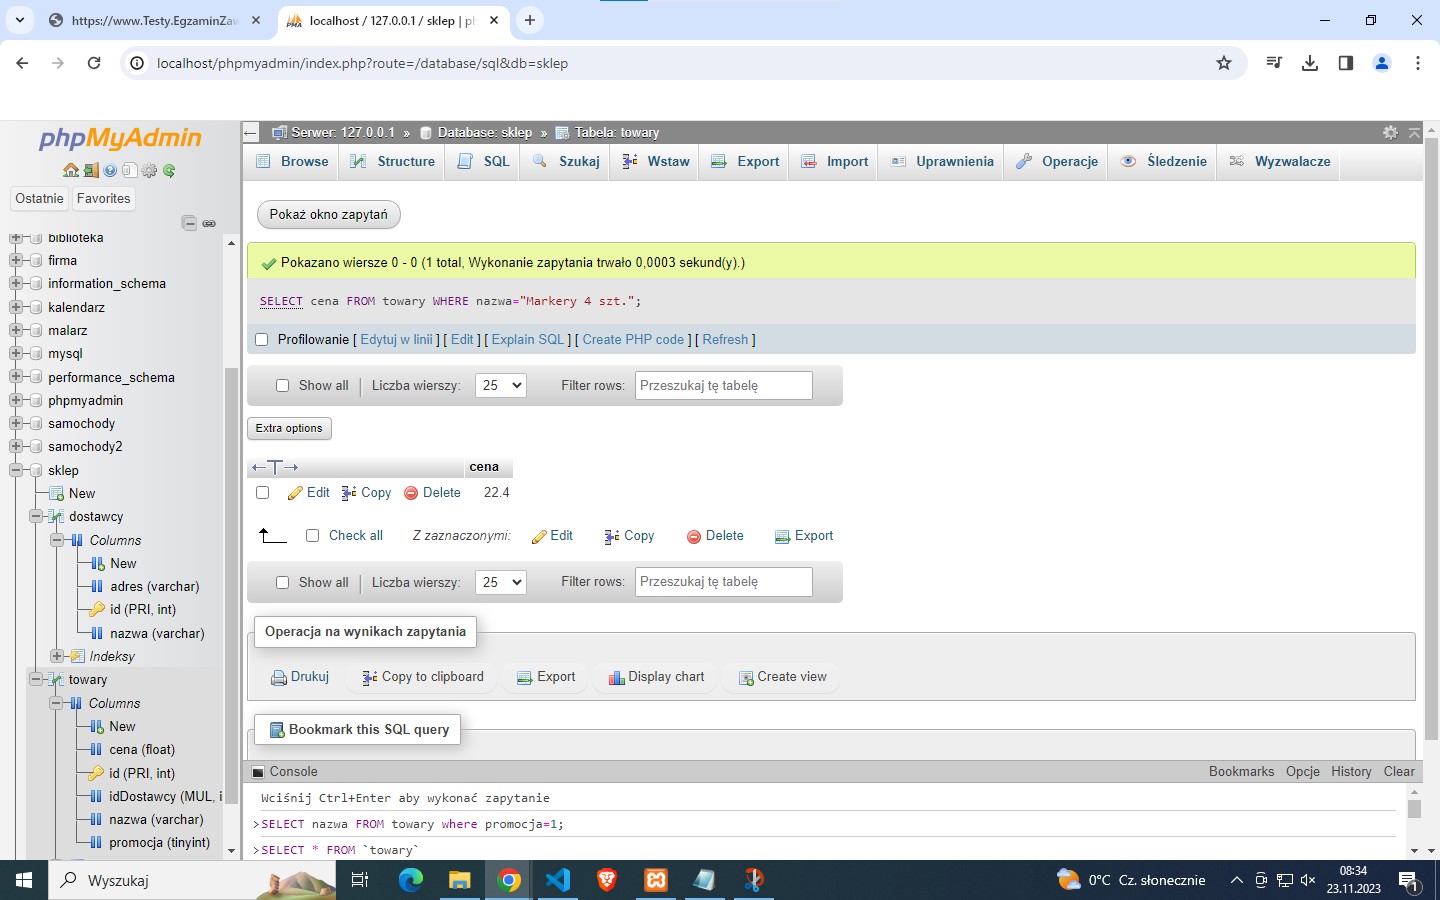 https://www.Testy.EgzaminZaw
localhost / 127.0.0.1 / sklep | ph
localhost/phpmyadmin/index.php?route=/database/sql&db=sklep
phpMyAdmin
Ostatnie Favorites
biblioteka
firma
information_schema
kalendarz
malarz
mysql
performance_schema
phpmyadmin
samochody
samochody2
sklep
New
dostawcy
Columns
New
adres (varchar)
id (PRI, int)
nazwa (varchar)
Indeksy
towary
Columns
New
cena (float)
id (PRI, int)
idDostawcy (MUL, i
nazwa (varchar)
promocja (tinyint)
Serwer: 127.0.0.1 » Database: sklep » Tabela: towary
Browse Structure SQL Szukaj Wstaw Export Import Uprawnienia Operacje Śledzenie Wyzwalacze
Pokaż okno zapytań
Pokazano wiersze 0 - 0 (1 total, Wykonanie zapytania trwało 0,0003 sekund(y).)
SELECT cena FROM towary WHERE nazwa="Markery 4 szt.";
Profilowanie [ Edytuj w linii ] [ Edit ] [ Explain SQL ] [ Create PHP code ] [ Refresh ]
Show all | Liczba wierszy: 25 Filter rows: Przeszukaj tę tabelę
Extra options
←T→ cena
Edit Copy Delete 22.4
Check all Z zaznaczonymi: Edit Copy Delete Export
Show all | Liczba wierszy: 25 Filter rows: Przeszukaj tę tabelę
Operacja na wynikach zapytania
Drukuj Copy to clipboard Export Display chart Create view
Bookmark this SQL query
Console Bookmarks Opcje History Clear
Wciśnij Ctrl+Enter aby wykonać zapytanie
>SELECT nazwa FROM towary where promocja=1;
>SELECT * FROM `towary`
Wyszukaj
0°C Cz. słonecznie
08:34
23.11.2023
1